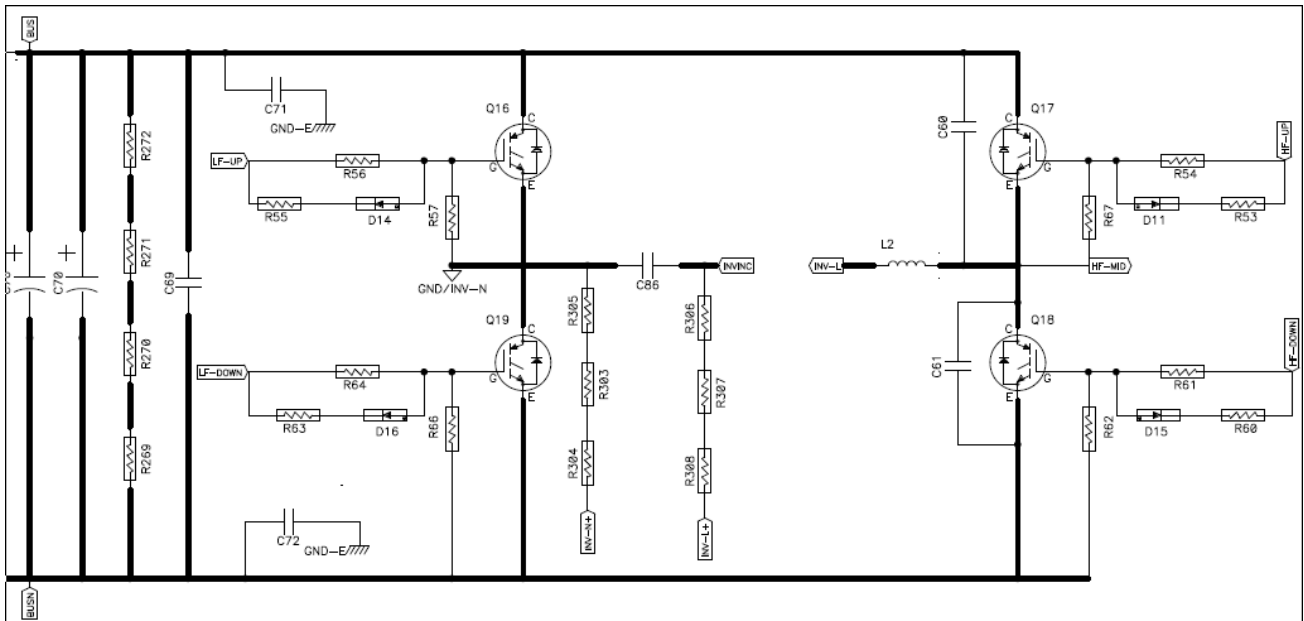 BUS
C71
GND-E
Q16
C
G
E
Q17
C
G
E
C60
HF-UP
R272
LF-UP
R56
R55
D14
R57
R54
D11
R53
R67
R271
C70
C69
GND/INV-N
C86
INVINC
INV-L
L2
HF-MID
R305
R306
Q19
C
G
E
Q18
C
G
E
C61
HF-DOWN
R270
LF-DOWN
R64
R63
D16
R66
R303
R307
R61
D15
R60
R62
R269
R304
R308
C72
GND-E
INV-N+
INV-L+
BUSN